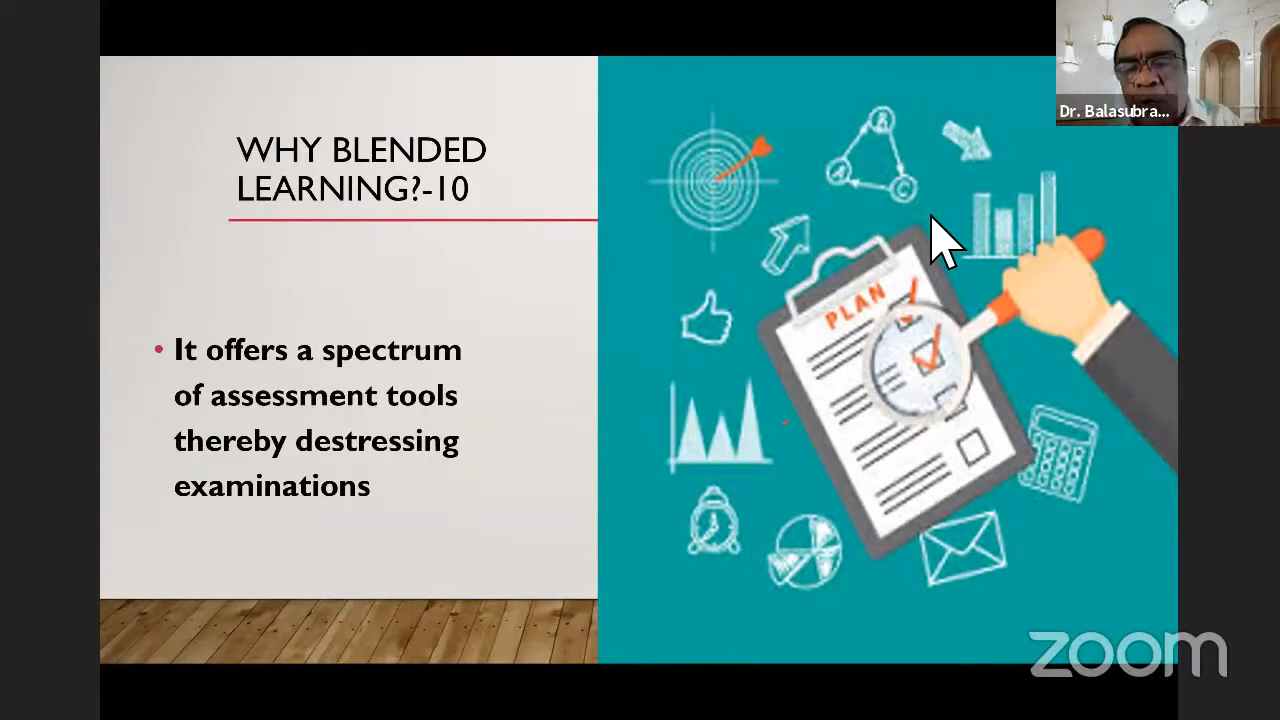 Dr. Balasubra...
WHY BLENDED
LEARNING?-10
• It offers a spectrum
of assessment tools
thereby destressing
examinations
B
A
C
PLAN
zoom